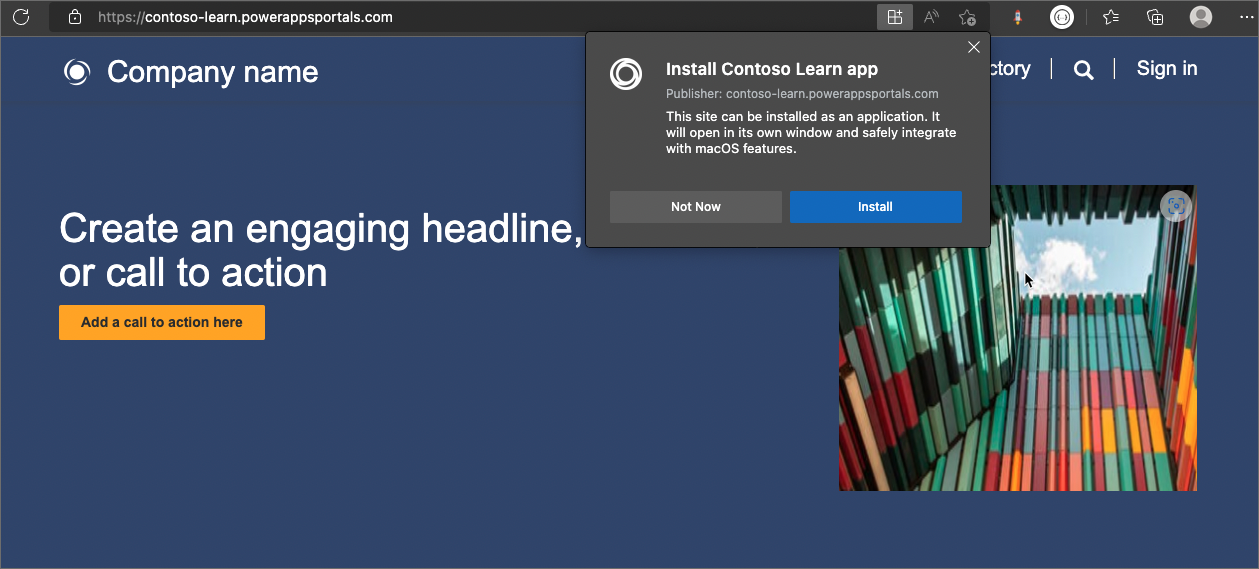 https://contoso-learn.powerappsportals.com
Company name
ctory
Sign in
Install Contoso Learn app
Publisher: contoso-learn.powerappsportals.com
This site can be installed as an application. It
will open in its own window and safely integrate
with macOS features.
Not Now
Install
Create an engaging headline,
or call to action
Add a call to action here